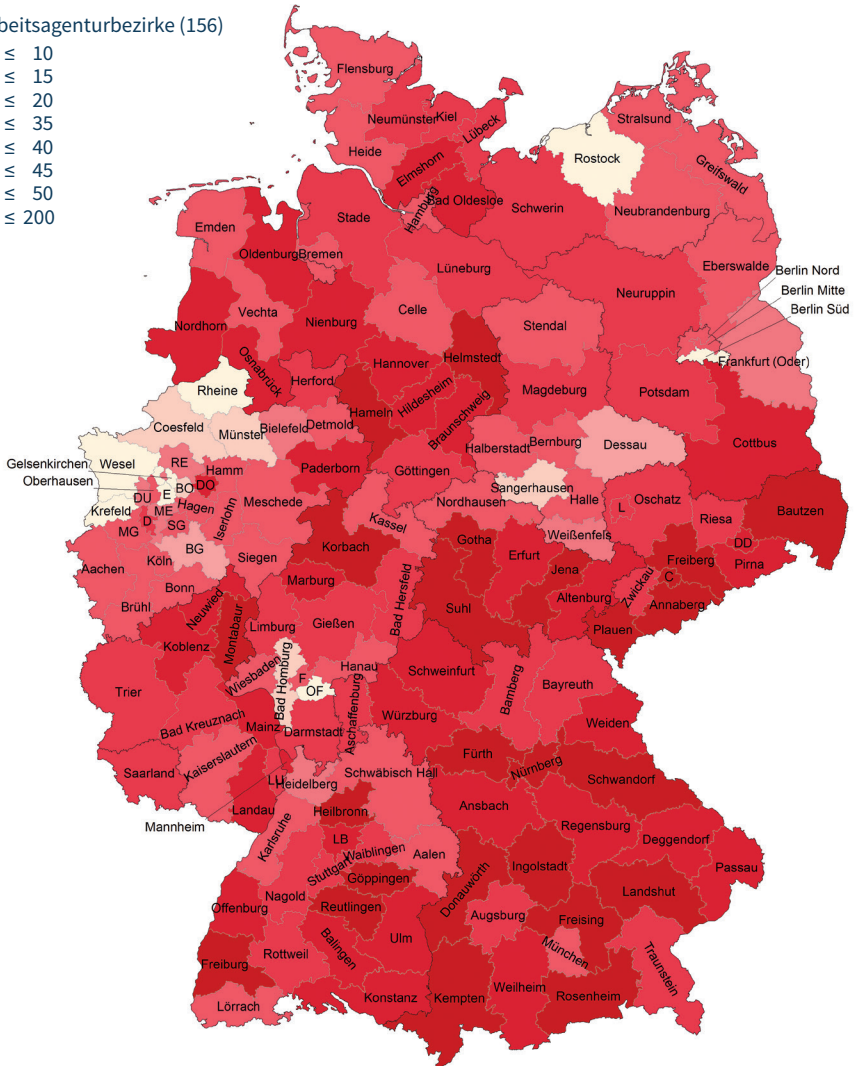 beitsagenturbezirke (156)
≤ 10
≤ 15
≤ 20
≤ 35
≤ 40
≤ 45
≤ 50
≤ 200
Flensburg
Neumünster
Kiel
Lübeck
Heide
Elmshorn
Hamburg
Bad Oldesloe
Stralsund
Rostock
Greifswald
Schwerin
Neubrandenburg
Emden
Stade
Oldenburg
Bremen
Lüneburg
Eberswalde
Berlin Nord
Berlin Mitte
Berlin Süd
Neuruppin
Vechta
Celle
Nordhorn
Nienburg
Stendal
Osnabrück
Hannover
Helmstedt
Frankfurt (Oder)
Rheine
Herford
Hildesheim
Magdeburg
Potsdam
Hameln
Braunschweig
Coesfeld
Münster
Bielefeld
Detmold
Halberstadt
Bernburg
Dessau
Cottbus
Gelsenkirchen
Oberhausen
Wesel
RE
Hamm
Paderborn
Göttingen
Sangerhausen
DU
E
BO
DO
Krefeld
ME
Hagen
Iserlohn
Meschede
Nordhausen
Halle
L
Oschatz
Riesa
Bautzen
MG
D
SG
Kassel
Weißenfels
DD
Köln
BG
Korbach
Gotha
Erfurt
Freiberg
Pirna
Aachen
Siegen
Jena
C
Bonn
Marburg
Bad Hersfeld
Altenburg
Zwickau
Annaberg
Brühl
Neuwied
Montabaur
Limburg
Gießen
Suhl
Plauen
Koblenz
Wiesbaden
Bad Homburg
F
OF
Hanau
Schweinfurt
Bamberg
Bayreuth
Trier
Bad Kreuznach
Mainz
Darmstadt
Aschaffenburg
Würzburg
Weiden
Saarland
Kaiserslautern
LU
Heidelberg
Schwäbisch Hall
Fürth
Nürnberg
Schwandorf
Mannheim
Landau
Heilbronn
Ansbach
Regensburg
Karlsruhe
LB
Waiblingen
Aalen
Deggendorf
Stuttgart
Göppingen
Donauwörth
Ingolstadt
Passau
Nagold
Offenburg
Reutlingen
Landshut
Augsburg
Freising
Balingen
Ulm
München
Traunstein
Freiburg
Rottweil
Weilheim
Lörrach
Konstanz
Kempten
Rosenheim